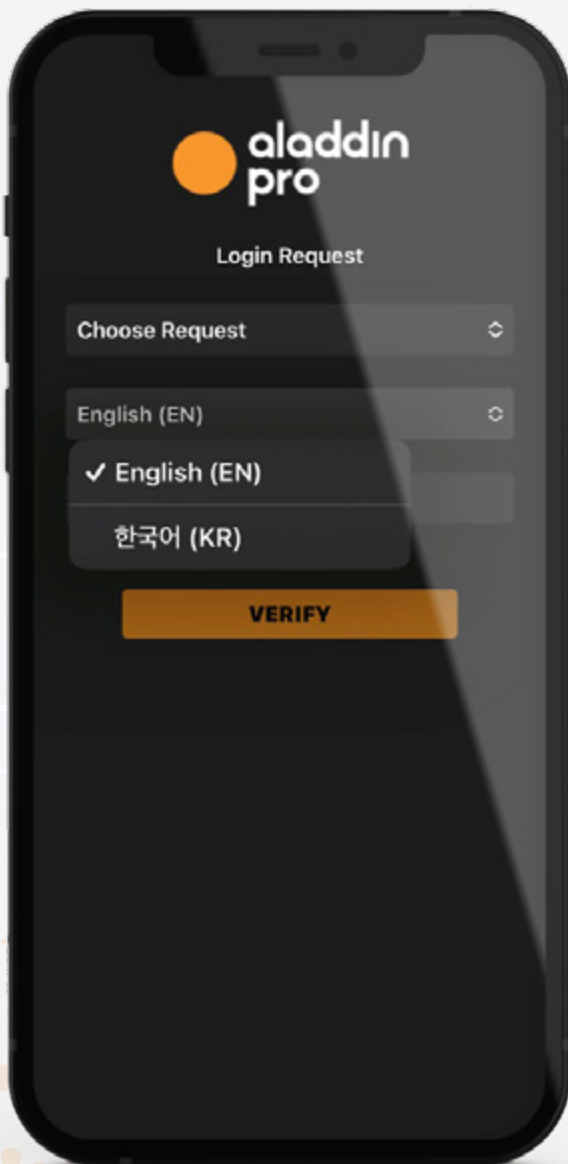 aladdin
pro
Login Request
Choose Request
English (EN)
✓ English (EN)
한국어 (KR)
VERIFY